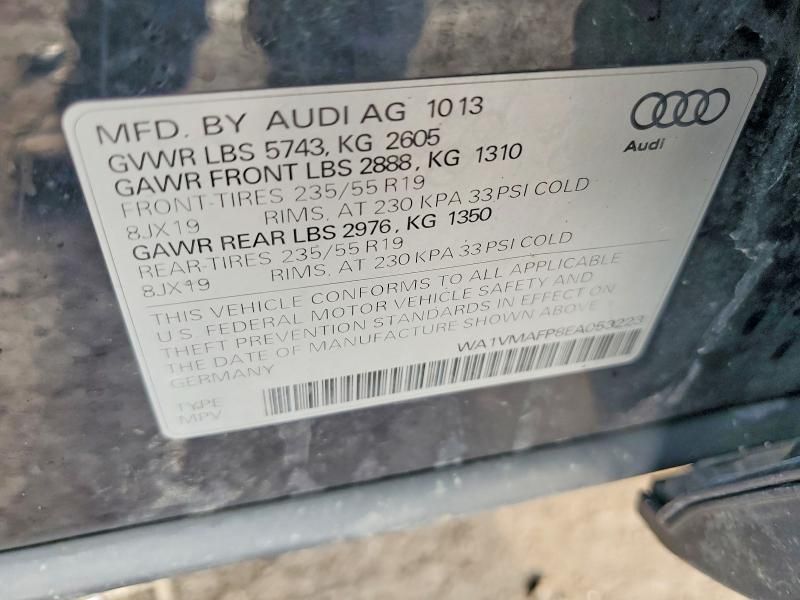 MFD. BY AUDI AG 10 13
Audi
GVWR LBS 5743, KG 2605
GAWR FRONT LBS 2888, KG 1310
FRONT-TIRES 235/55 R19
8JX19 RIMS, AT 230 KPA 33 PSI COLD
GAWR REAR LBS 2976, KG 1350
REAR-TIRES 235/55 R19
8JX19 RIMS, AT 230 KPA 33 PSI COLD
THIS VEHICLE CONFORMS TO ALL APPLICABLE
U.S. FEDERAL MOTOR VEHICLE SAFETY AND
THEFT PREVENTION STANDARDS IN EFFECT ON
THE DATE OF MANUFACTURE SHOWN ABOVE
GERMANY WA1VMAFP8EA053223
TYPE
MPV